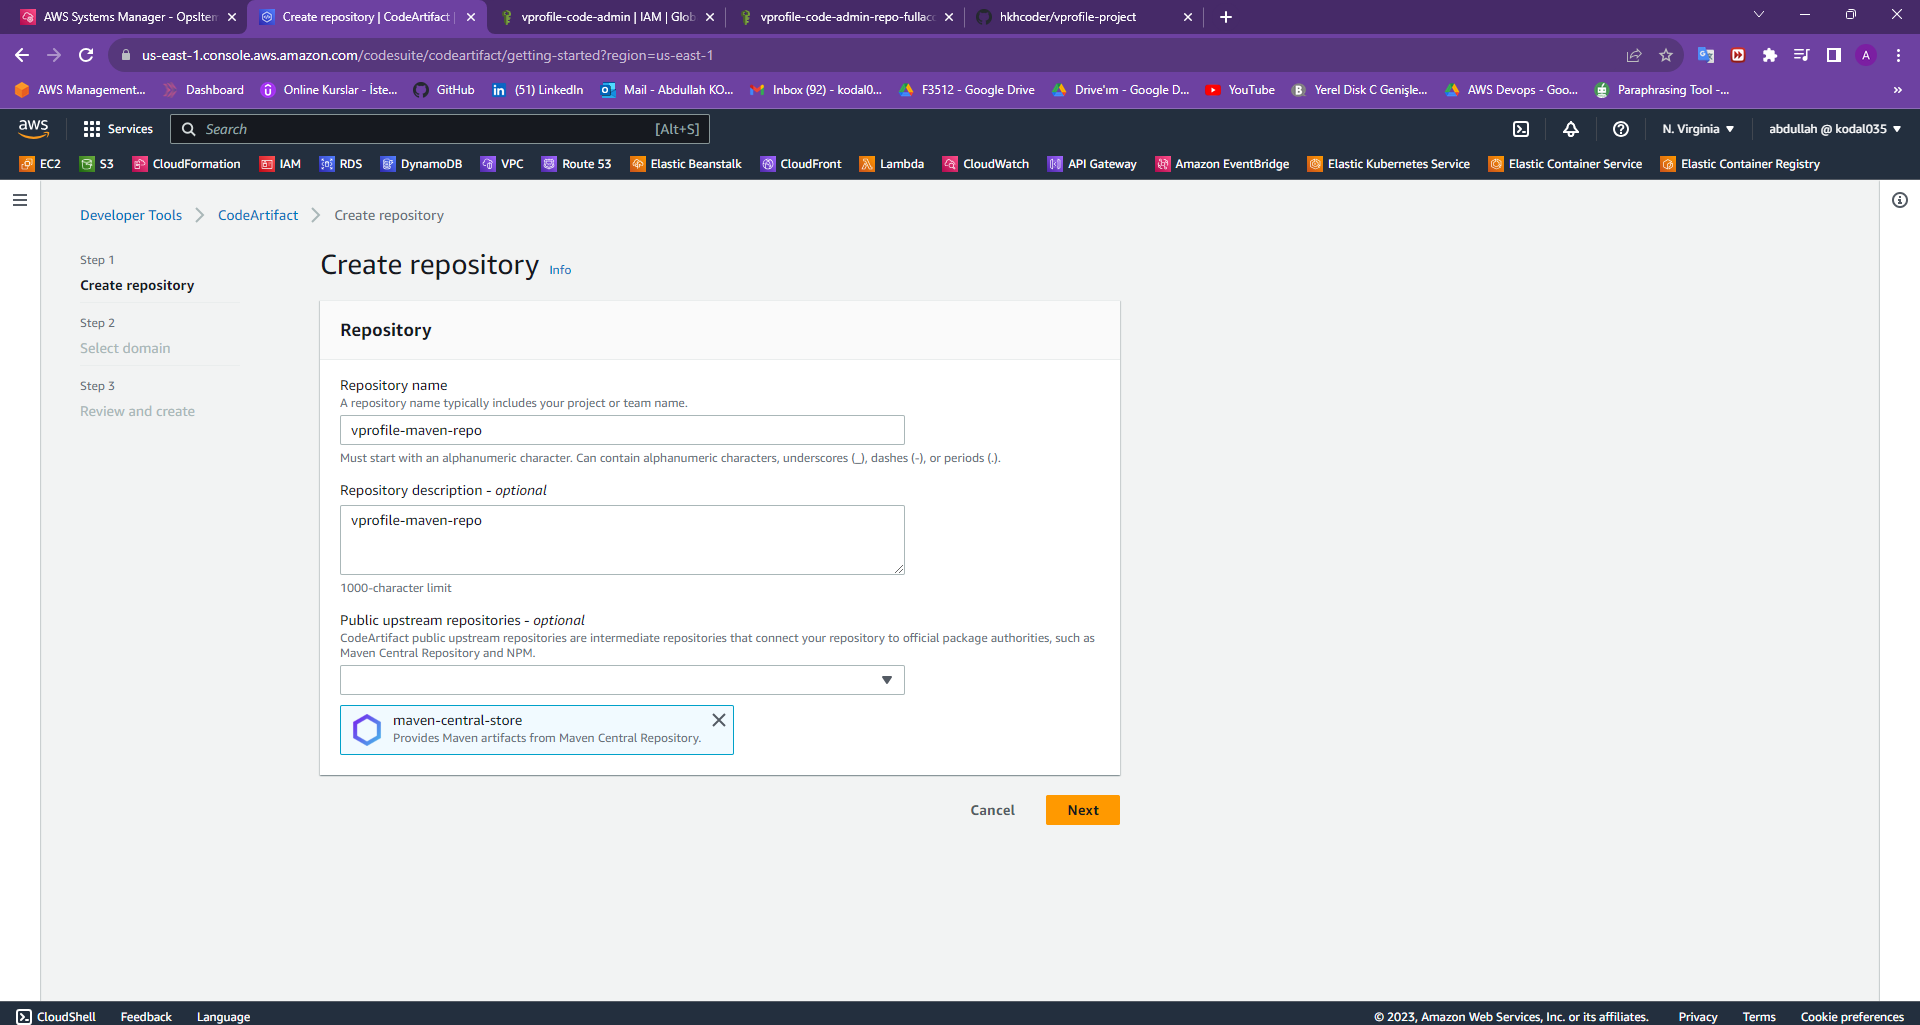 AWS Systems Manager - OpsItem
Create repository | CodeArtifact |
vprofile-code-admin | IAM | Glob
vprofile-code-admin-repo-fullacc
hkhcoder/vprofile-project
us-east-1.console.aws.amazon.com/codesuite/codeartifact/getting-started?region=us-east-1
A
AWS Management...
Dashboard
Online Kurslar - İste...
GitHub
(51) LinkedIn
Mail - Abdullah KO...
Inbox (92) - kodal0...
F3512 - Google Drive
Drive'ım - Google D...
YouTube
Yerel Disk C Genişle...
AWS Devops - Goo...
Paraphrasing Tool -...
»
aws
Services
Search
[Alt+S]
N. Virginia
abdullah @ kodal035
EC2
S3
CloudFormation
IAM
RDS
DynamoDB
VPC
Route 53
Elastic Beanstalk
CloudFront
Lambda
CloudWatch
API Gateway
Amazon EventBridge
Elastic Kubernetes Service
Elastic Container Service
Elastic Container Registry
Developer Tools
CodeArtifact
Create repository
Step 1
Create repository
Step 2
Select domain
Step 3
Review and create
Create repository Info
Repository
Repository name
A repository name typically includes your project or team name.
vprofile-maven-repo
Must start with an alphanumeric character. Can contain alphanumeric characters, underscores (_), dashes (-), or periods (.).
Repository description - optional
vprofile-maven-repo
1000-character limit
Public upstream repositories - optional
CodeArtifact public upstream repositories are intermediate repositories that connect your repository to official package authorities, such as
Maven Central Repository and NPM.
maven-central-store
Provides Maven artifacts from Maven Central Repository.
Cancel
Next
CloudShell
Feedback
Language
© 2023, Amazon Web Services, Inc. or its affiliates.
Privacy
Terms
Cookie preferences